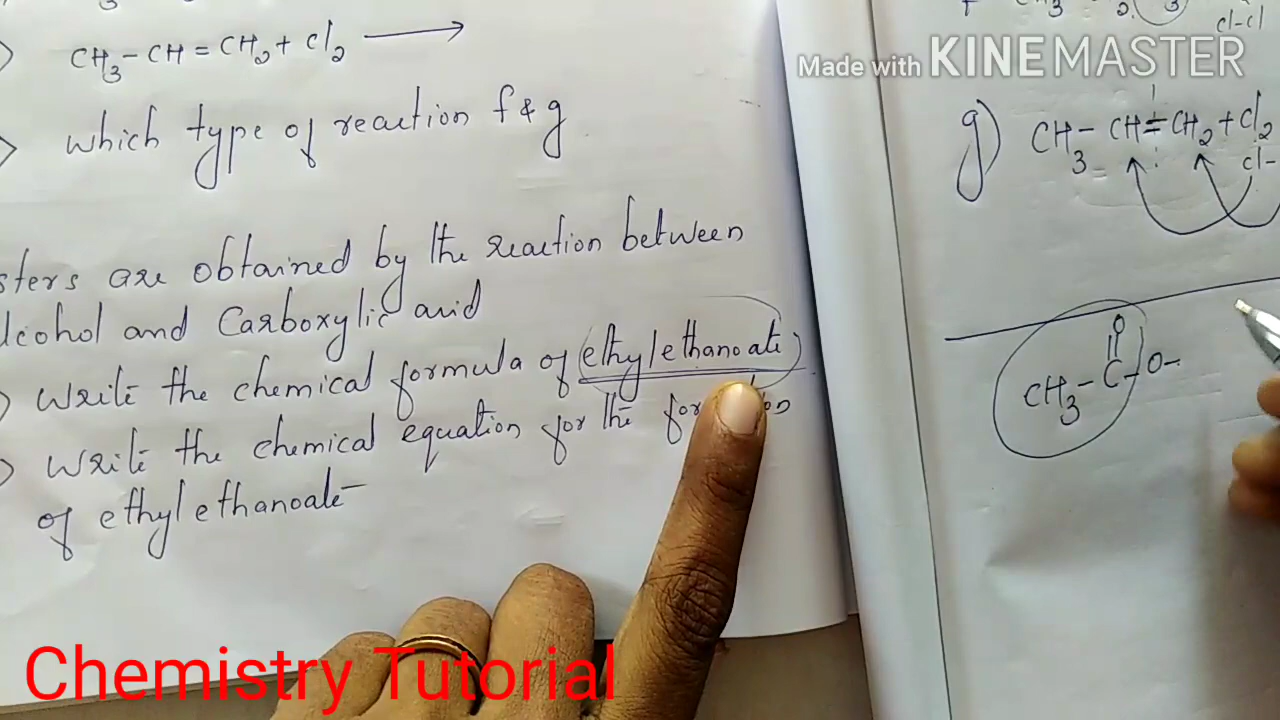 CH3 - CH = CH2 + Cl2 →
which type of reaction f & g
sters are obtained by the reaction between
lcohol and Carboxylic acid
write the chemical formula of (ethylethanoate)
write the chemical equation for the
of ethylethanoate
cl-cl
Made with KINEMASTER
g) CH3 - CH = CH2 + Cl2
cl-
O
CH3 - C - O -
Chemistry Tutorial